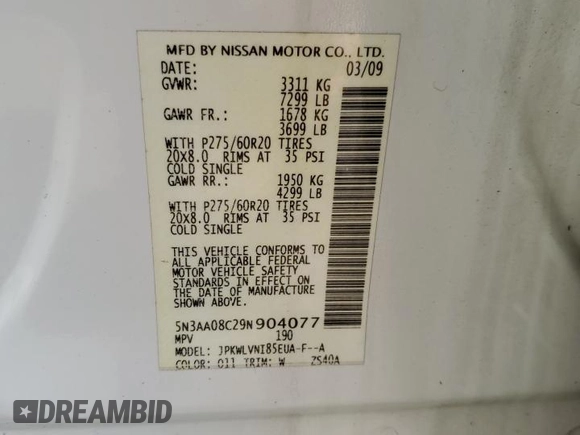 MFD BY NISSAN MOTOR CO., LTD.
DATE: 03/09
GVWR: 3311 KG
7299 LB
GAWR FR.: 1678 KG
3699 LB
WITH P275/60R20 TIRES
20X8.0 RIMS AT 35 PSI
COLD SINGLE
GAWR RR.: 1950 KG
4299 LB
WITH P275/60R20 TIRES
20X8.0 RIMS AT 35 PSI
COLD SINGLE
THIS VEHICLE CONFORMS TO
ALL APPLICABLE FEDERAL
MOTOR VEHICLE SAFETY
STANDARDS IN EFFECT ON
THE DATE OF MANUFACTURE
SHOWN ABOVE.
5N3AA08C29N904077
MPV 190
MODEL: JPKWLVNI85EUA-F--A
COLOR: 011 TRIM: W ZS40A
DREAMBID